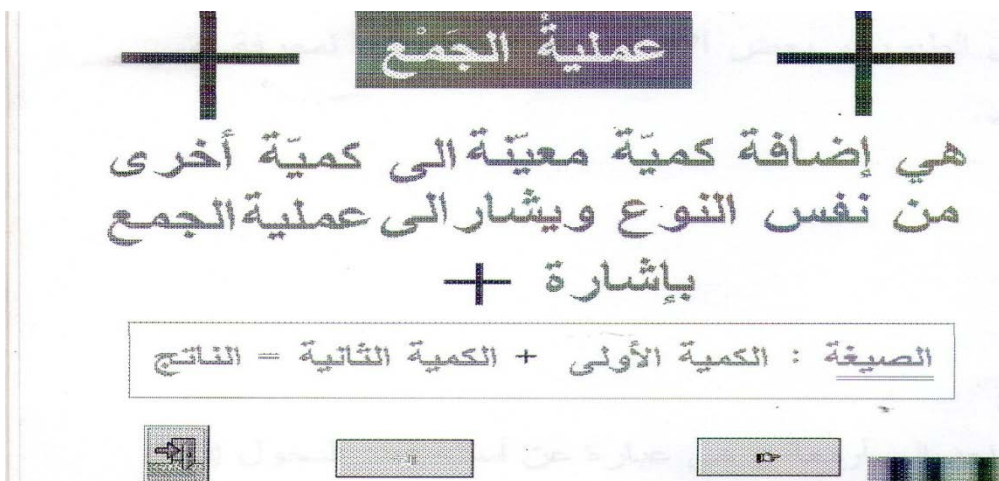 عمليةُ الجَمْع
هي إضافة كميّة معيّنة الى كميّة أخرى
من نفس النوع ويشار الى عملية الجمع
بإشارة +
الصيغة : الكمية الأولى + الكمية الثانية = الناتج